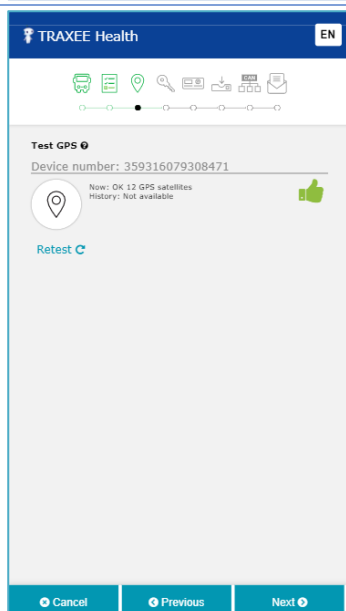 TRAXEE Health
EN
CAN
Test GPS
Device number: 359316079308471
Now: OK 12 GPS satellites
History: Not available
Retest
Cancel
Previous
Next